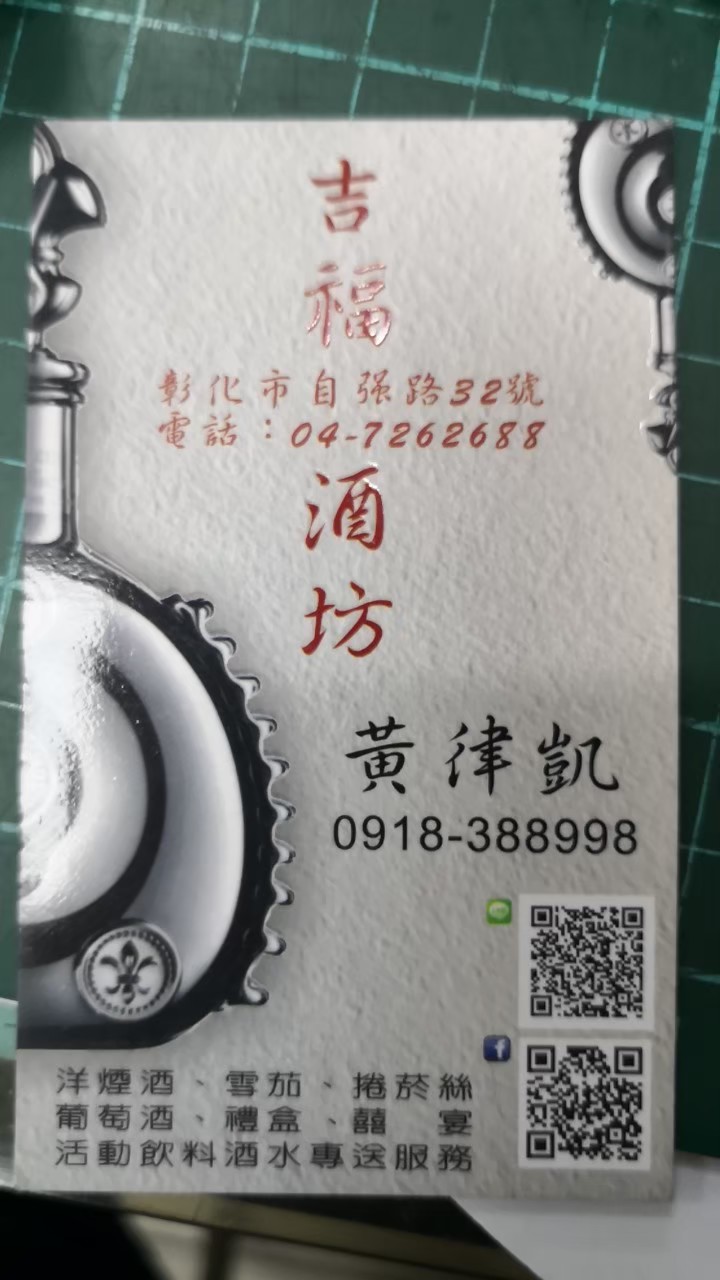 吉福
彰化市自強路32號
電話：04-7262688
酒坊
黃律凱
0918-388998
洋煙酒、雪茄、捲菸絲
葡萄酒、禮盒、囍宴
活動飲料酒水專送服務